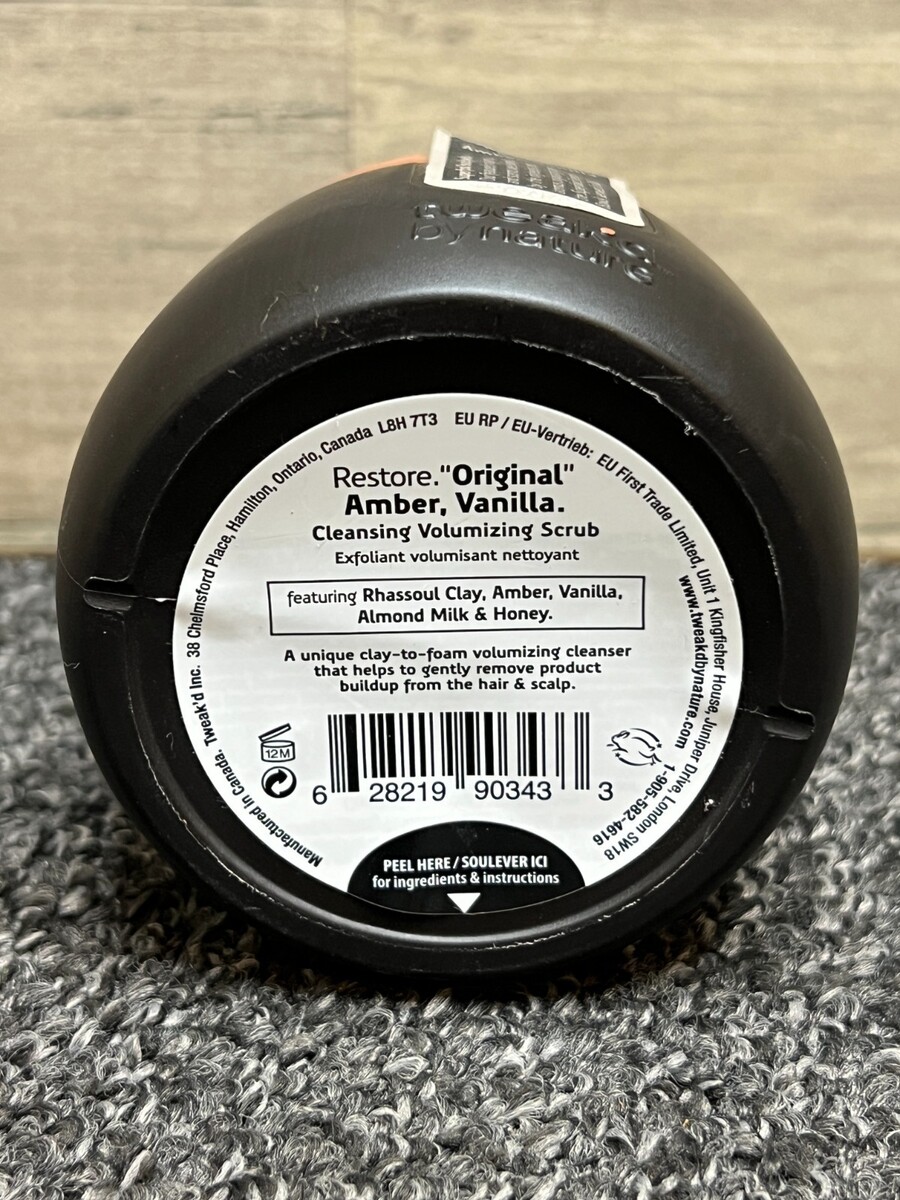 tweak'd
by nature
Manufactured in Canada. Tweak'd Inc. 38 Chelmsford Place, Hamilton, Ontario, Canada L8H 7T3 EU RP / EU-Vertrieb: EU First Trade Limited, Unit 1 Kingfisher House, Juniper Drive, London SW18
www.tweakdbynature.com 1-905-582-4616
Restore."Original"
Amber, Vanilla.
Cleansing Volumizing Scrub
Exfoliant volumisant nettoyant
featuring Rhassoul Clay, Amber, Vanilla,
Almond Milk & Honey.
A unique clay-to-foam volumizing cleanser
that helps to gently remove product
buildup from the hair & scalp.
12M
6 28219 90343 3
PEEL HERE / SOULEVER ICI
for ingredients & instructions